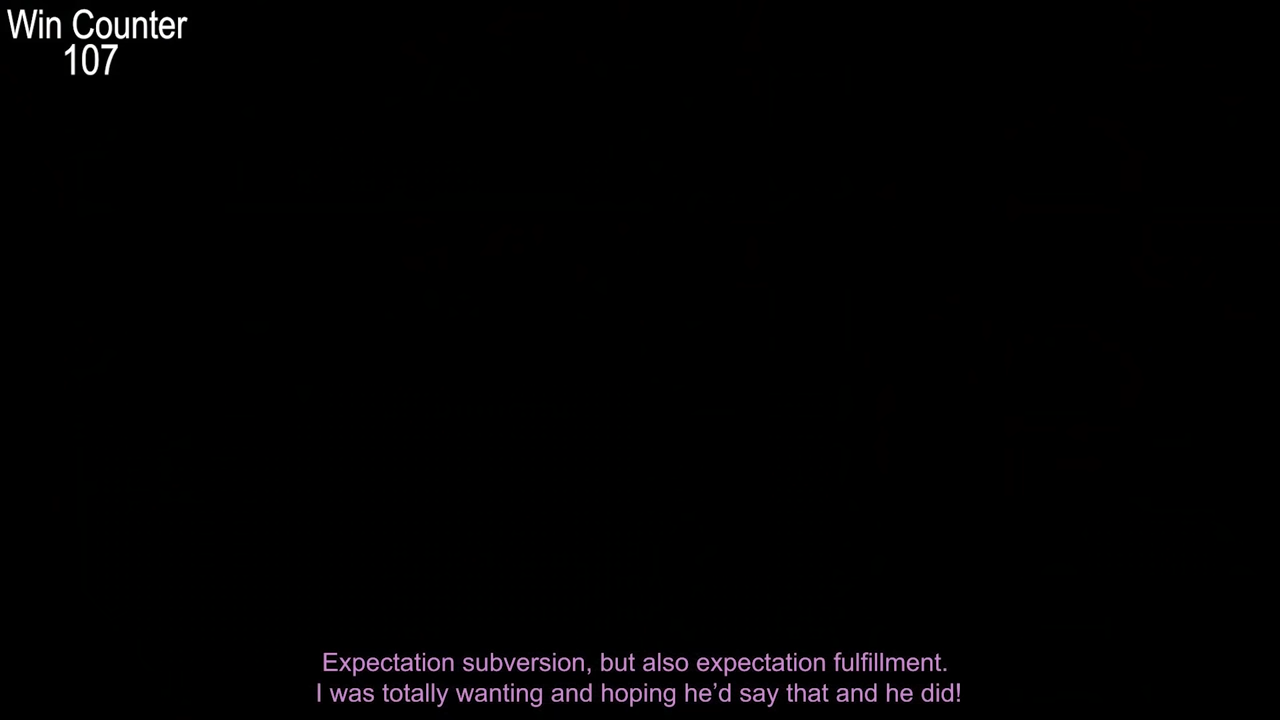 Win Counter
107
Expectation subversion, but also expectation fulfillment.
I was totally wanting and hoping he’d say that and he did!